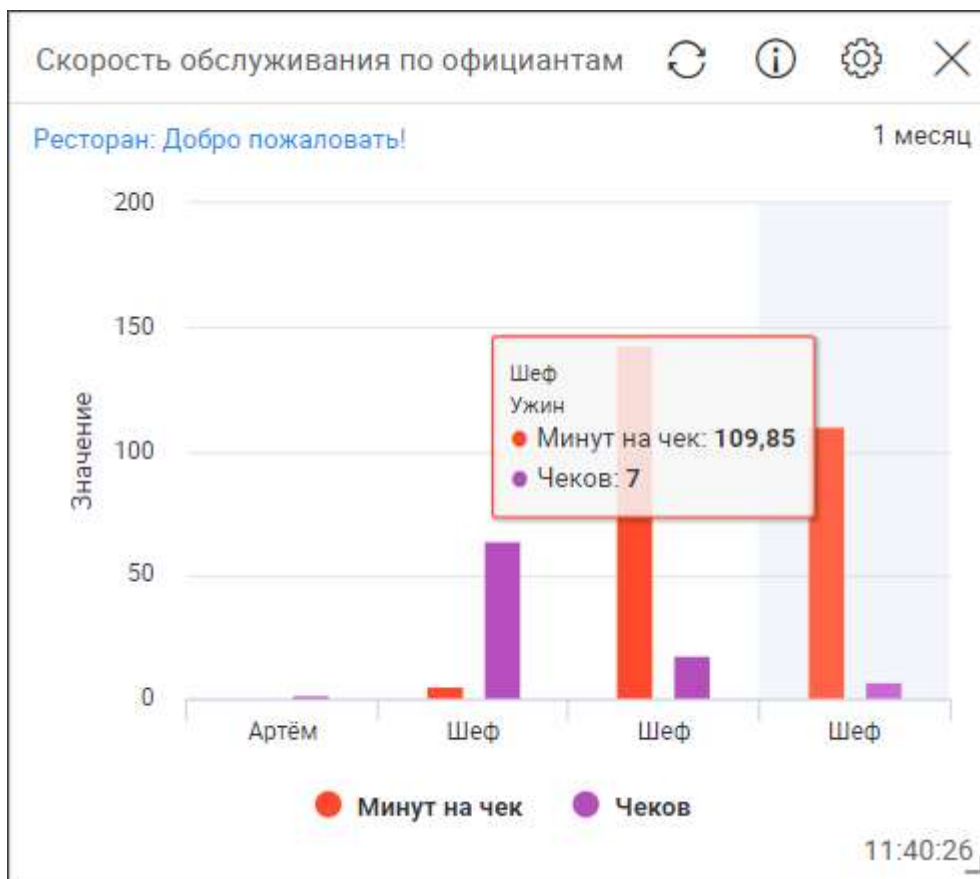 Скорость обслуживания по официантам
Ресторан: Добро пожаловать!
1 месяц
200
150
100
50
0
Значение
Шеф
Ужин
Минут на чек: 109,85
Чеков: 7
Артём
Шеф
Шеф
Шеф
Минут на чек
Чеков
11:40:26